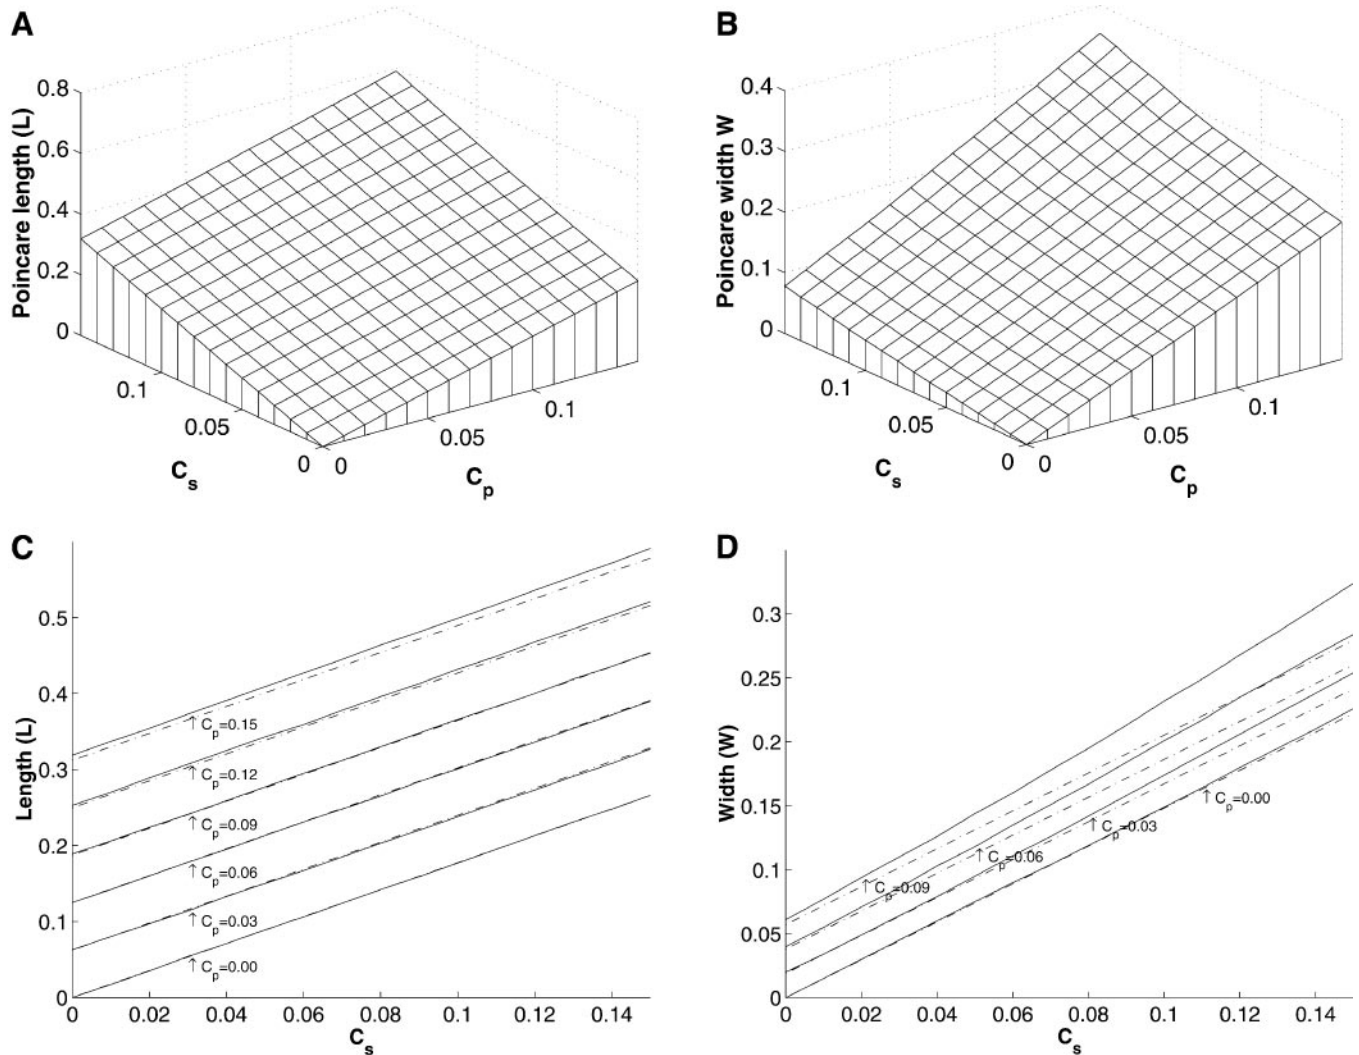 A
Poincare length (L)
0.8
0.6
0.4
0.2
0
0.1
0.05
0
0
0.05
0.1
C_s
C_p
B
Poincare width W
0.4
0.3
0.2
0.1
0
0.1
0.05
0
0
0.05
0.1
C_s
C_p
C
Length (L)
0.5
0.4
0.3
0.2
0.1
0
↑ C_p=0.15
↑ C_p=0.12
↑ C_p=0.09
↑ C_p=0.06
↑ C_p=0.03
↑ C_p=0.00
0 0.02 0.04 0.06 0.08 0.1 0.12 0.14
C_s
D
Width (W)
0.3
0.25
0.2
0.15
0.1
0.05
0
↑ C_p=0.00
↑ C_p=0.03
↑ C_p=0.06
↑ C_p=0.09
0 0.02 0.04 0.06 0.08 0.1 0.12 0.14
C_s